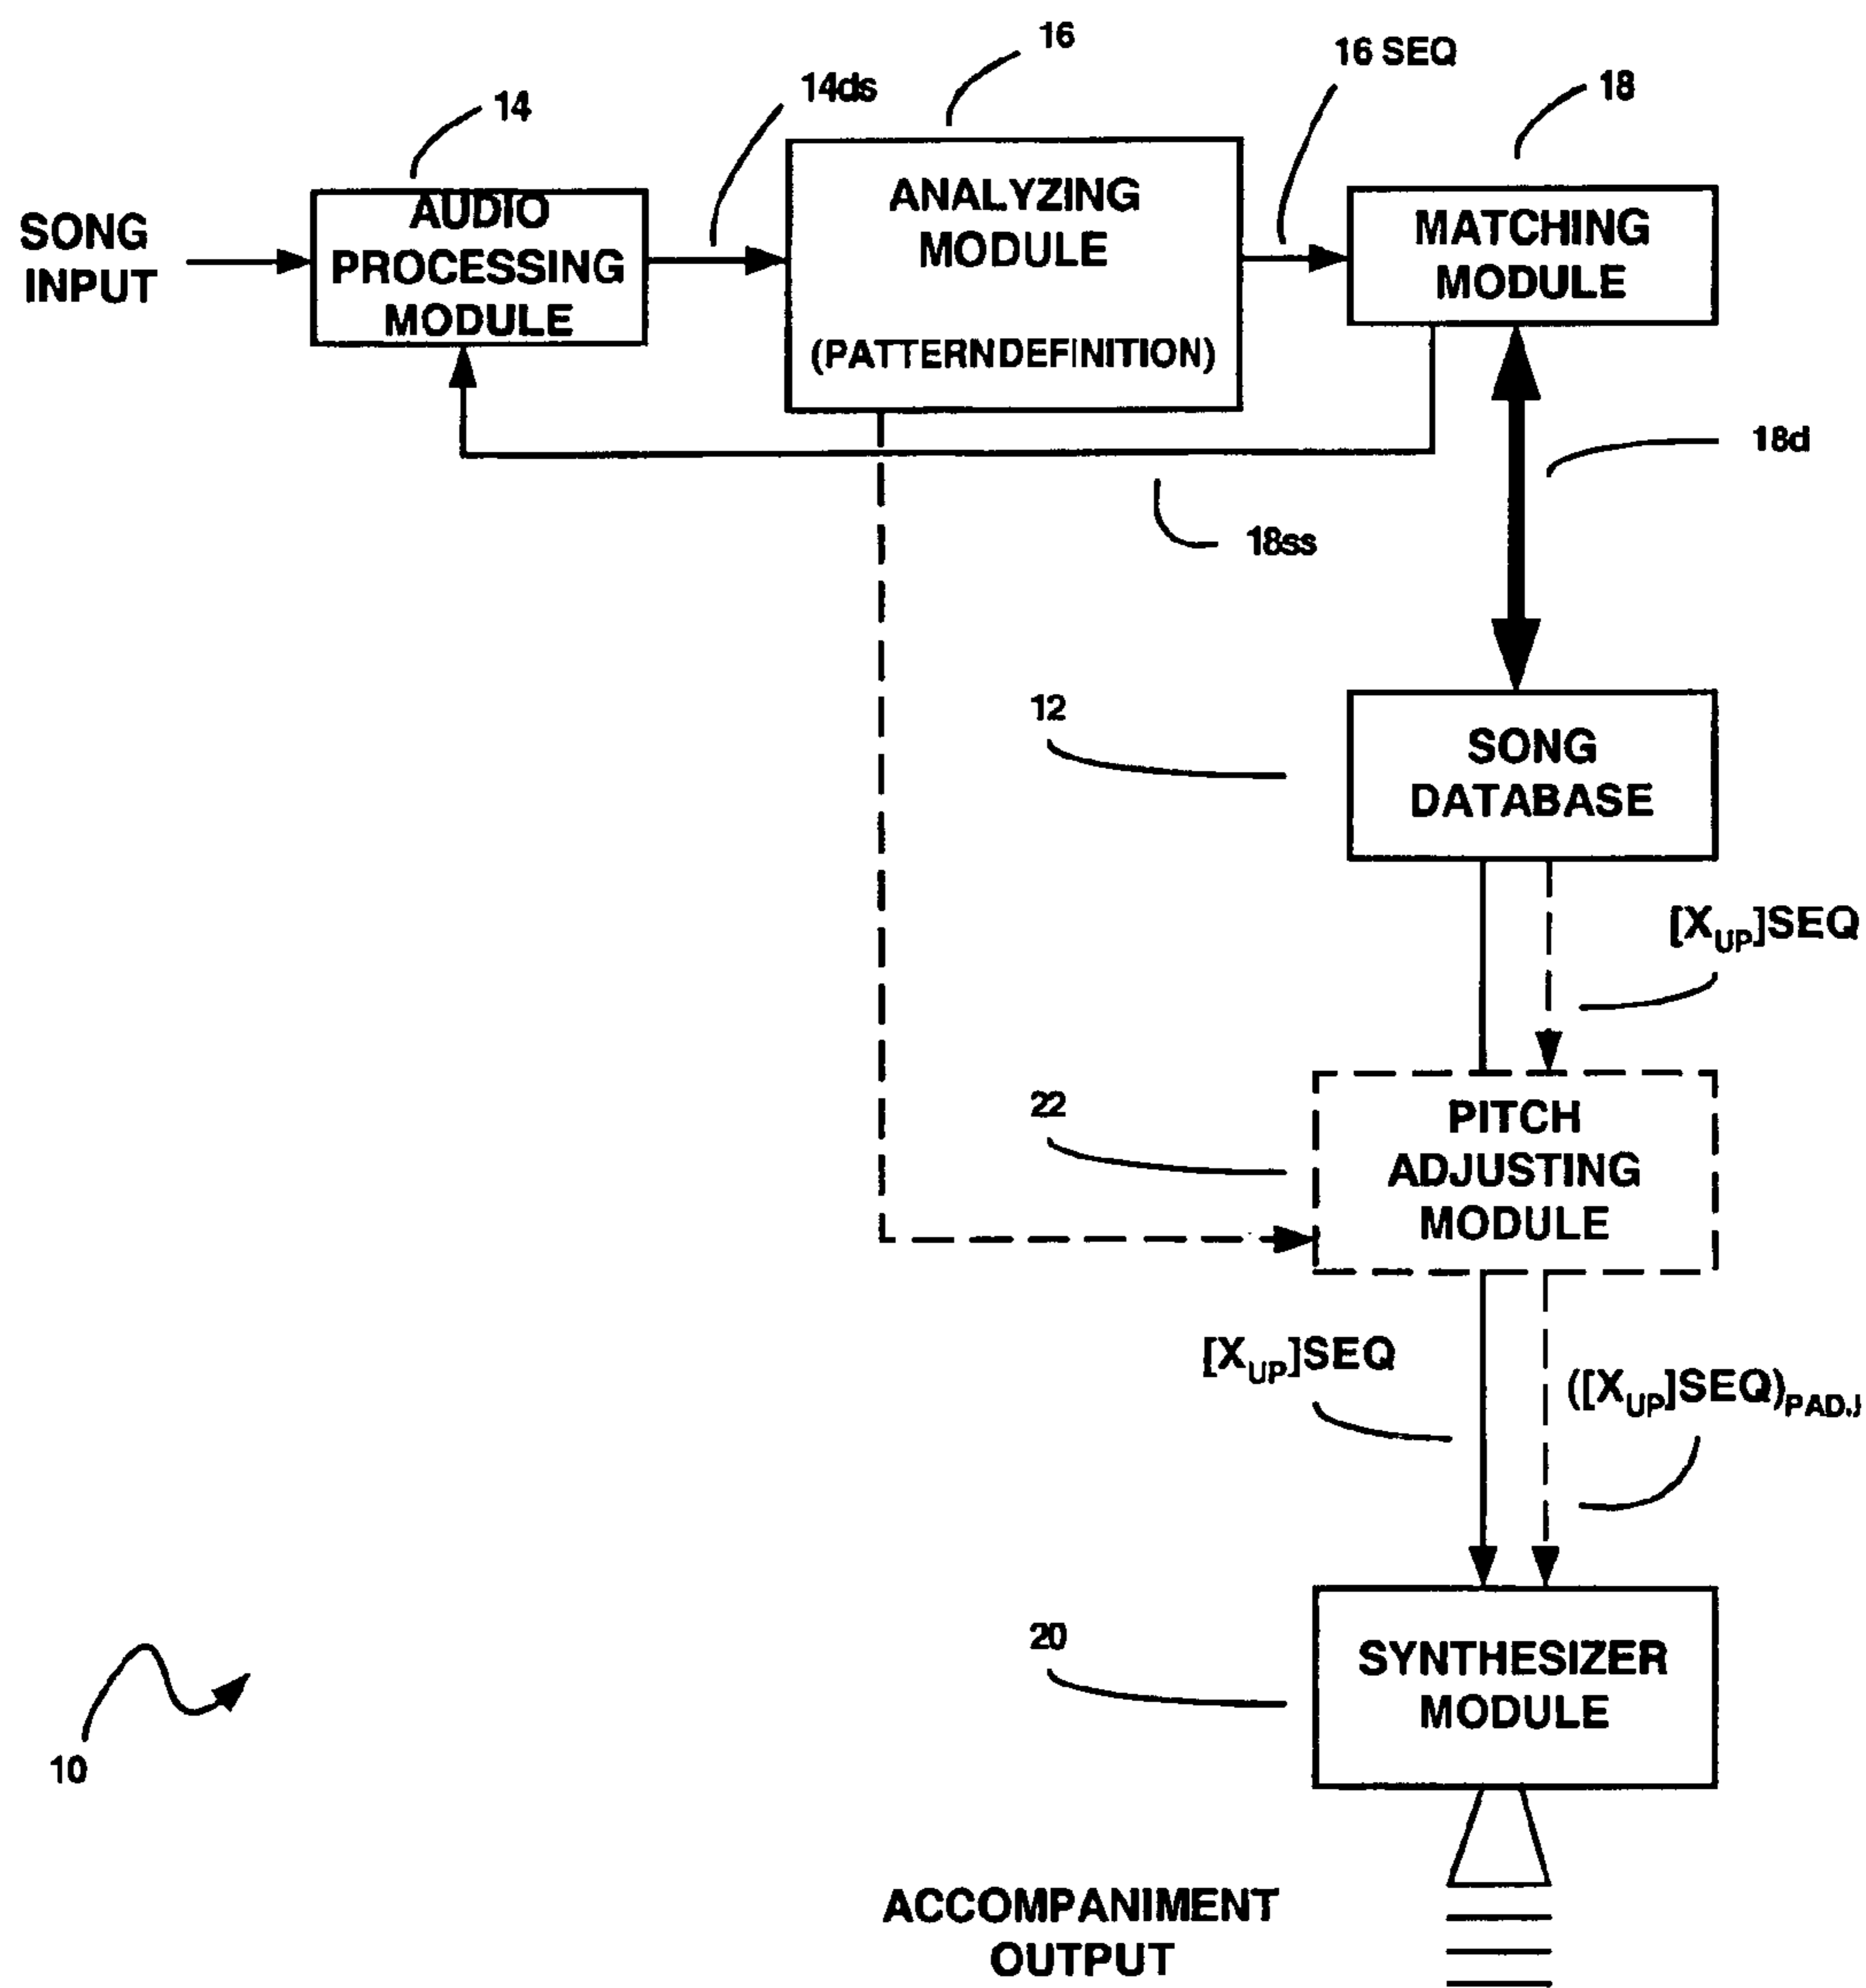 16
16 SEQ
14ds
18
14
SONG
INPUT
AUDIO
PROCESSING
MODULE
ANALYZING
MODULE
(PATTERNDEFINITION)
MATCHING
MODULE
18d
18ss
12
SONG
DATABASE
[XUP]SEQ
22
PITCH
ADJUSTING
MODULE
[XUP]SEQ
([XUP]SEQ)PADJ
20
SYNTHESIZER
MODULE
10
ACCOMPANIMENT
OUTPUT